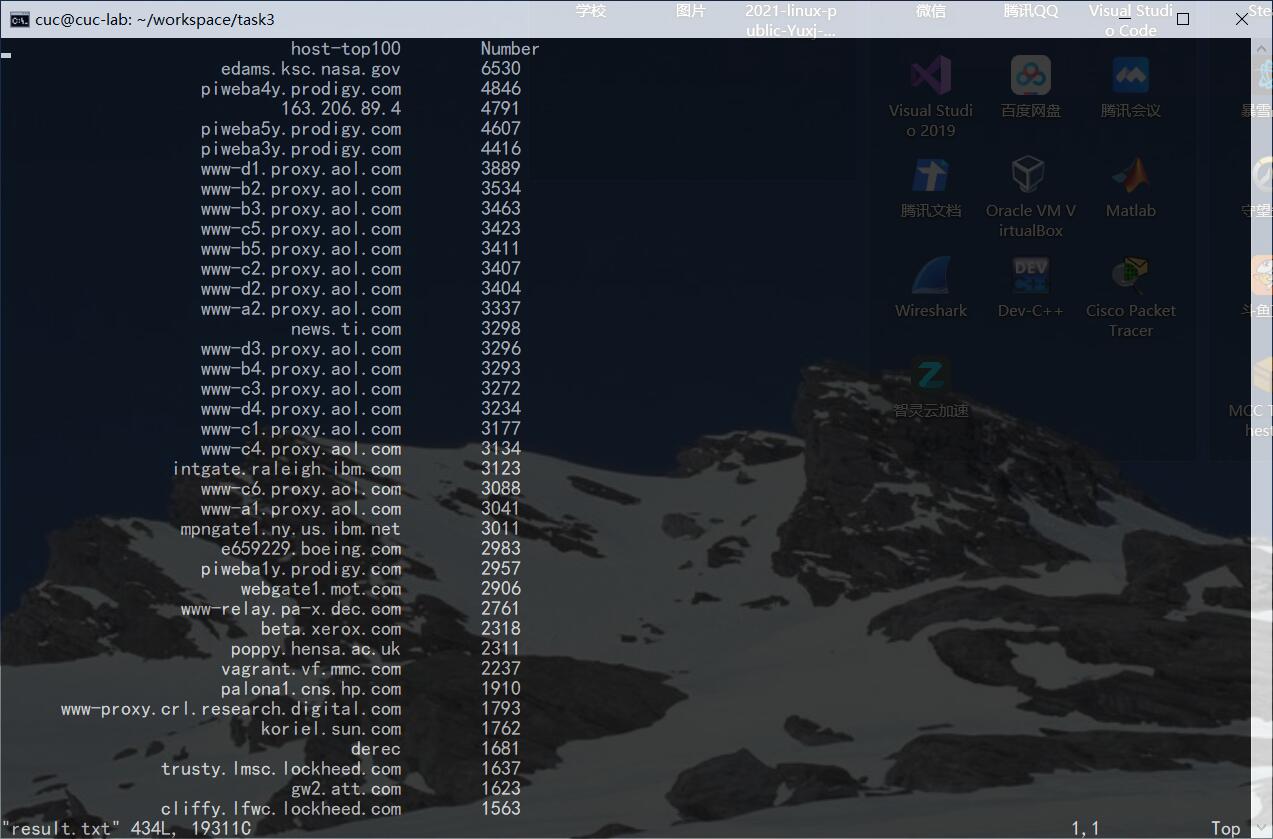 cuc@cuc-lab: ~/workspace/task3
学校
图片
2021-linux-p
ublic-Yuxj-...
微信
腾讯QQ
Visual Studi
o Code
Ste
host-top100 Number
edams.ksc.nasa.gov 6530
piweba4y.prodigy.com 4846
163.206.89.4 4791
piweba5y.prodigy.com 4607
piweba3y.prodigy.com 4416
www-d1.proxy.aol.com 3889
www-b2.proxy.aol.com 3534
www-b3.proxy.aol.com 3463
www-c5.proxy.aol.com 3423
www-b5.proxy.aol.com 3411
www-c2.proxy.aol.com 3407
www-d2.proxy.aol.com 3404
www-a2.proxy.aol.com 3337
news.ti.com 3298
www-d3.proxy.aol.com 3296
www-b4.proxy.aol.com 3293
www-c3.proxy.aol.com 3272
www-d4.proxy.aol.com 3234
www-c1.proxy.aol.com 3177
www-c4.proxy.aol.com 3134
intgate.raleigh.ibm.com 3123
www-c6.proxy.aol.com 3088
www-a1.proxy.aol.com 3041
mpngate1.ny.us.ibm.net 3011
e659229.boeing.com 2983
piweba1y.prodigy.com 2957
webgate1.mot.com 2906
www-relay.pa-x.dec.com 2761
beta.xerox.com 2318
poppy.hensa.ac.uk 2311
vagrant.vf.mmc.com 2237
palona1.cns.hp.com 1910
www-proxy.crl.research.digital.com 1793
koriel.sun.com 1762
derec 1681
trusty.lmsc.lockheed.com 1637
gw2.att.com 1623
cliffy.lfwc.lockheed.com 1563
"result.txt" 434L, 19311C 1,1 Top
Visual Studi
o 2019
百度网盘
腾讯会议
腾讯文档
Oracle VM V
irtualBox
Matlab
守望
Wireshark
DEV
C++
Dev-C++
Cisco Packet
Tracer
斗鱼
智灵云加速
MCC T
hest